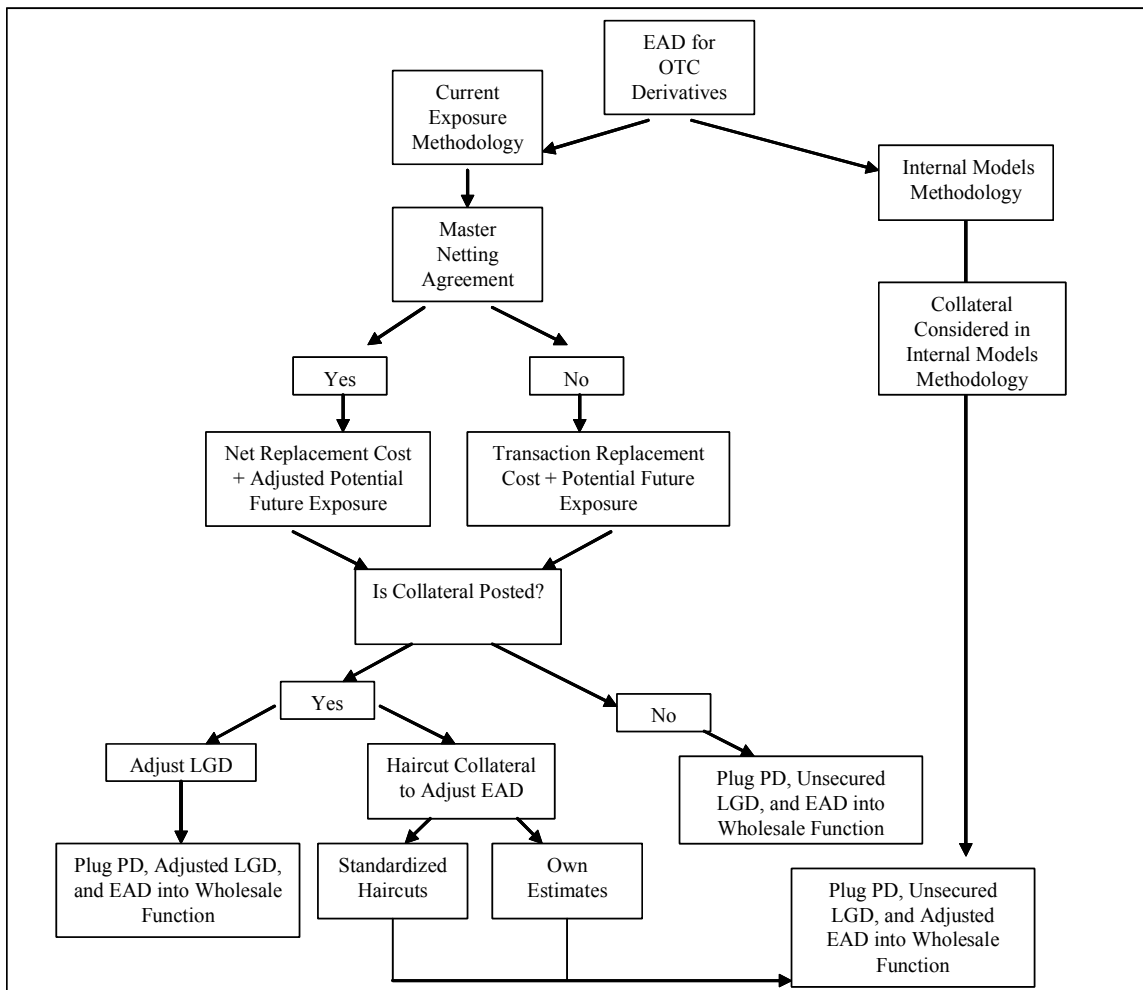 EAD for
OTC
Derivatives
Current
Exposure
Methodology
Internal Models
Methodology
Master
Netting
Agreement
Collateral
Considered in
Internal Models
Methodology
Yes
No
Net Replacement Cost
+ Adjusted Potential
Future Exposure
Transaction Replacement
Cost + Potential Future
Exposure
Is Collateral Posted?
Yes
No
Adjust LGD
Haircut Collateral
to Adjust EAD
Plug PD, Unsecured
LGD, and EAD into
Wholesale Function
Plug PD, Adjusted LGD,
and EAD into Wholesale
Function
Standardized
Haircuts
Own
Estimates
Plug PD, Unsecured
LGD, and Adjusted
EAD into Wholesale
Function